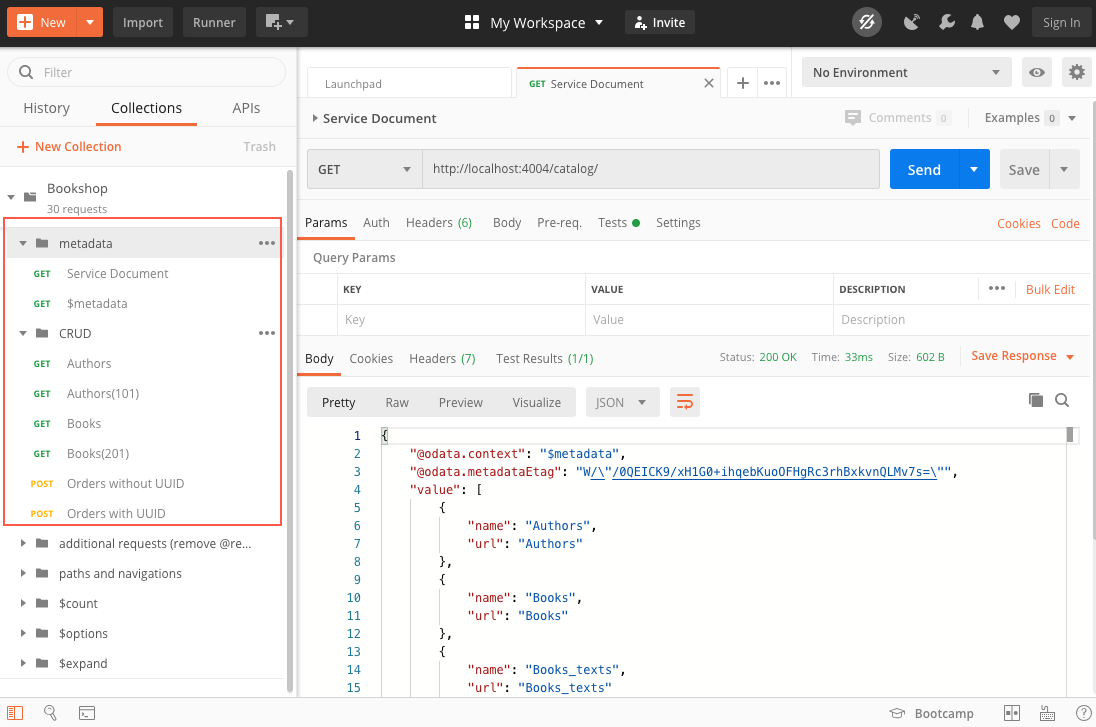 New
Import
Runner
My Workspace
Invite
Sign In
Filter
History
Collections
APIs
New Collection
Trash
Bookshop
30 requests
metadata
GET Service Document
GET $metadata
CRUD
GET Authors
GET Authors(101)
GET Books
GET Books(201)
POST Orders without UUID
POST Orders with UUID
additional requests (remove @re...
paths and navigations
$count
$options
$expand
Launchpad
GET Service Document
No Environment
Service Document
Comments 0
Examples 0
GET
http://localhost:4004/catalog/
Send
Save
Params Auth Headers (6) Body Pre-req. Tests Settings
Cookies Code
Query Params
KEY VALUE DESCRIPTION
Bulk Edit
Key Value Description
Body Cookies Headers (7) Test Results (1/1)
Status: 200 OK Time: 33ms Size: 602 B
Save Response
Pretty Raw Preview Visualize
JSON
1 {
2 "@odata.context": "$metadata",
3 "@odata.metadataEtag": "W/\"/0QEICK9/xH1G0+ihqebKuoOFHgRc3rhBxkvnQLMv7s=\"",
4 "value": [
5 {
6 "name": "Authors",
7 "url": "Authors"
8 },
9 {
10 "name": "Books",
11 "url": "Books"
12 },
13 {
14 "name": "Books_texts",
15 "url": "Books_texts"
Bootcamp